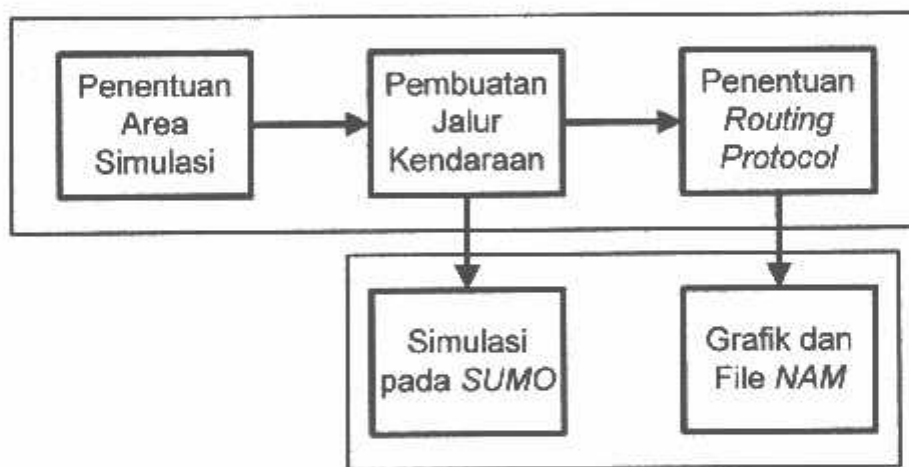 Penentuan
Area
Simulasi
Pembuatan
Jalur
Kendaraan
Penentuan
Routing
Protocol
Simulasi
pada SUMO
Grafik dan
File NAM